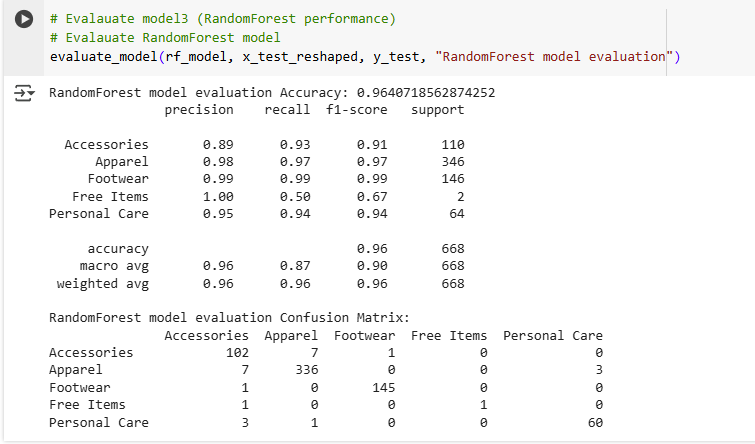 # Evalauate model3 (RandomForest performance)
# Evaluate RandomForest model
evaluate_model(rf_model, x_test_reshaped, y_test, "RandomForest model evaluation")
RandomForest model evaluation Accuracy: 0.9640718562874252
precision recall f1-score support
Accessories 0.89 0.93 0.91 110
Apparel 0.98 0.97 0.97 346
Footwear 0.99 0.99 0.99 146
Free Items 1.00 0.50 0.67 2
Personal Care 0.95 0.94 0.94 64
accuracy 0.96 668
macro avg 0.96 0.87 0.90 668
weighted avg 0.96 0.96 0.96 668
RandomForest model evaluation Confusion Matrix:
Accessories Apparel Footwear Free Items Personal Care
Accessories 102 7 1 0 0
Apparel 7 336 0 0 3
Footwear 1 0 145 0 0
Free Items 1 0 0 1 0
Personal Care 3 1 0 0 60